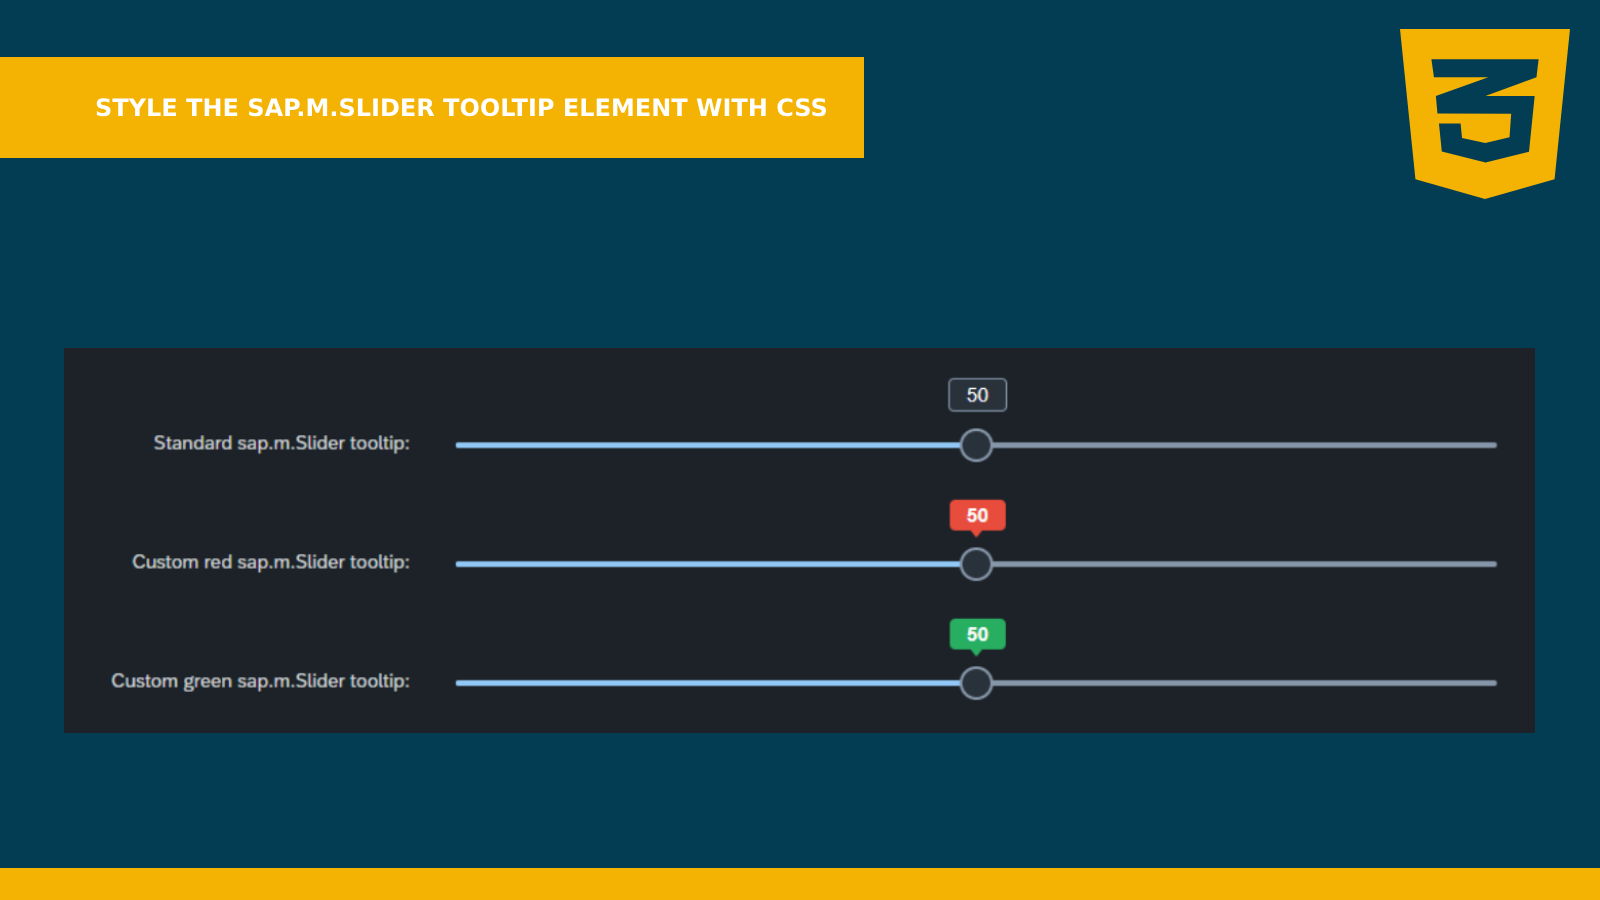 STYLE THE SAP.M.SLIDER TOOLTIP ELEMENT WITH CSS
50
Standard sap.m.Slider tooltip:
50
Custom red sap.m.Slider tooltip:
50
Custom green sap.m.Slider tooltip: